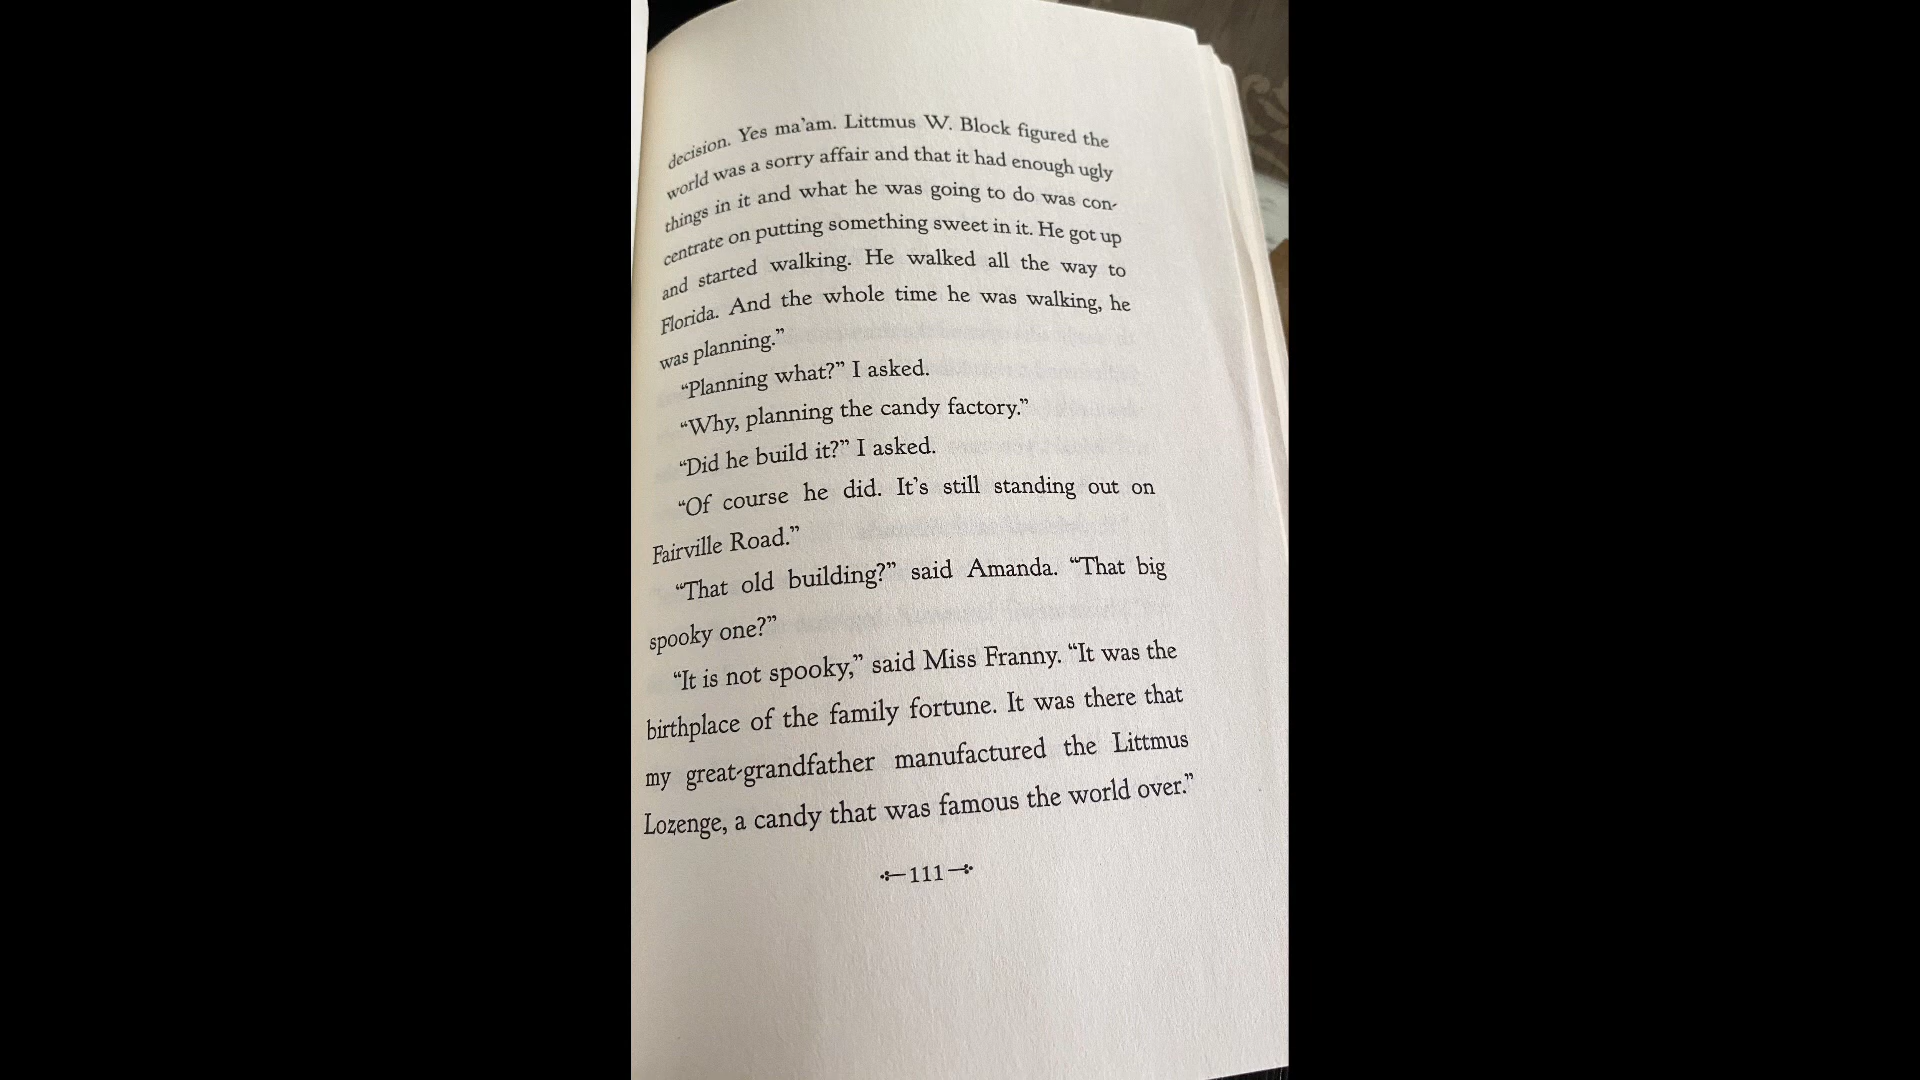 decision. Yes ma’am. Littmus W. Block figured the
world was a sorry affair and that it had enough ugly
things in it and what he was going to do was con-
centrate on putting something sweet in it. He got up
and started walking. He walked all the way to
Florida. And the whole time he was walking, he
was planning.”
“Planning what?” I asked.
“Why, planning the candy factory.”
“Did he build it?” I asked.
“Of course he did. It’s still standing out on
Fairville Road.”
“That old building?” said Amanda. “That big
spooky one?”
“It is not spooky,” said Miss Franny. “It was the
birthplace of the family fortune. It was there that
my great-grandfather manufactured the Littmus
Lozenge, a candy that was famous the world over.”
111